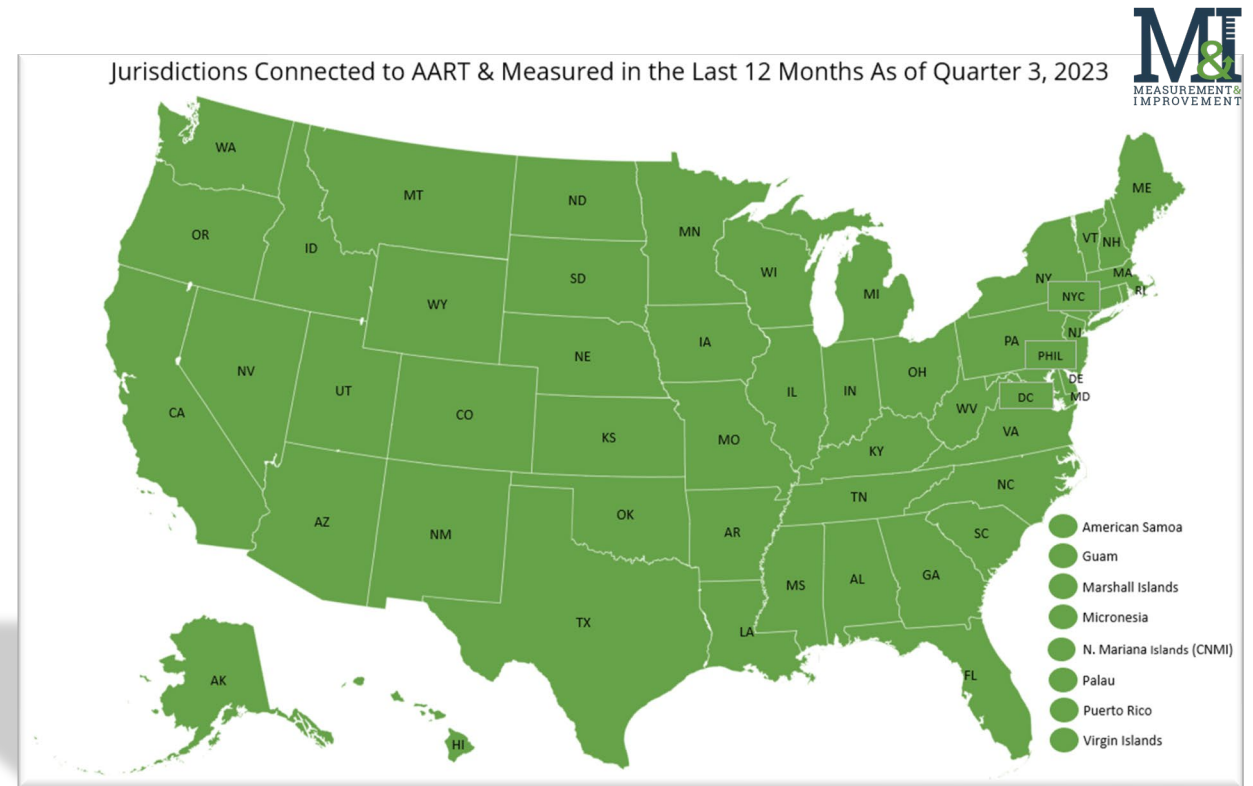 M&I
MEASUREMENT&
IMPROVEMENT
Jurisdictions Connected to AART & Measured in the Last 12 Months As of Quarter 3, 2023
WA
MT
ND
MN
ME
OR
ID
SD
WI
VT
NH
WY
MI
NY
MA
NYC
RI
NV
UT
NE
IA
PA
NJ
PHIL
CA
CO
IL
IN
OH
DE
MD
DC
WV
VA
KS
MO
KY
NC
AZ
NM
OK
AR
TN
SC
MS
AL
GA
TX
LA
FL
AK
HI
American Samoa
Guam
Marshall Islands
Micronesia
N. Mariana Islands (CNMI)
Palau
Puerto Rico
Virgin Islands